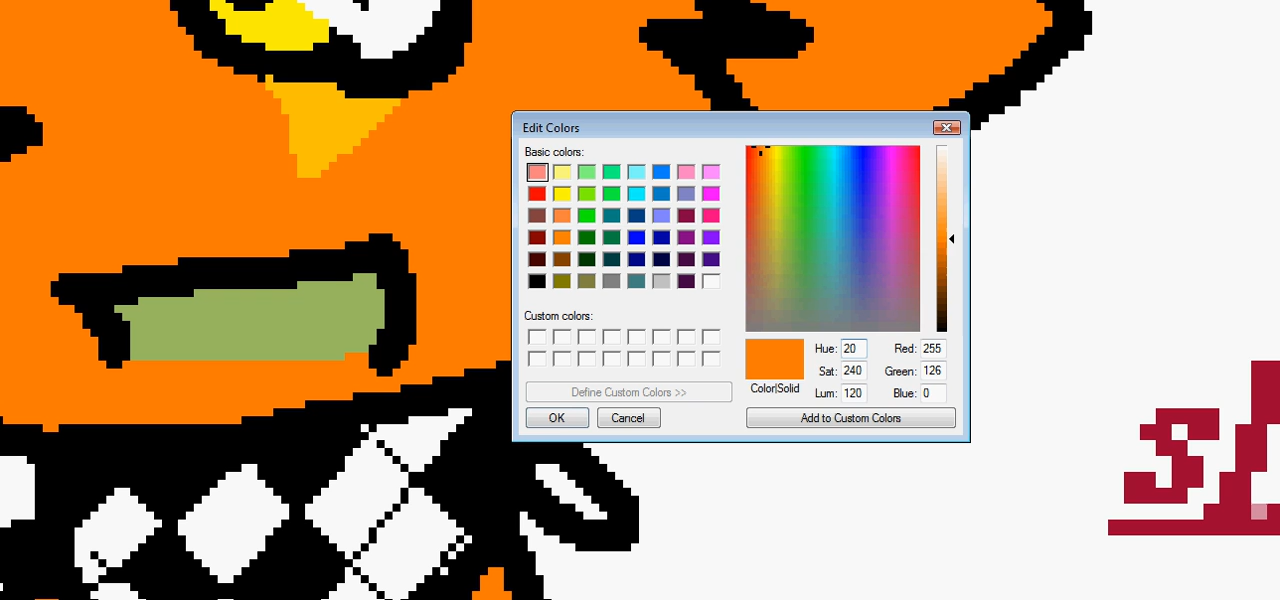 Edit Colors
Basic colors:
Custom colors:
Define Custom Colors >>
OK
Cancel
Color|Solid
Hue: 20
Sat: 240
Lum: 120
Red: 255
Green: 126
Blue: 0
Add to Custom Colors